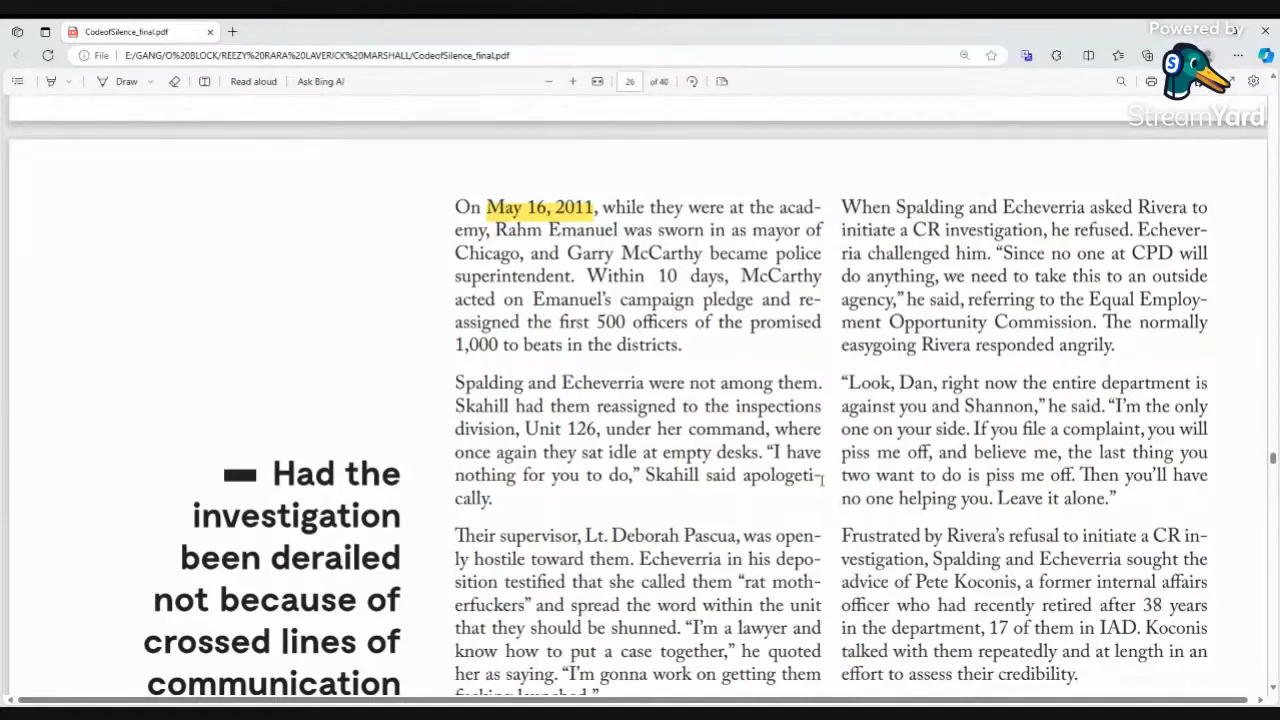 CodeofSilence_final.pdf
Powered by
File
E:/GANG/O%20BLOCK/REEZY%20RARA%20LAVERICK%20MARSHALL/CodeofSilence_final.pdf
Draw
Read aloud
Ask Bing AI
26
of 40
StreamYard
On May 16, 2011, while they were at the acad-
emy, Rahm Emanuel was sworn in as mayor of
Chicago, and Garry McCarthy became police
superintendent. Within 10 days, McCarthy
acted on Emanuel’s campaign pledge and re-
assigned the first 500 officers of the promised
1,000 to beats in the districts.
Spalding and Echeverria were not among them.
Skahill had them reassigned to the inspections
division, Unit 126, under her command, where
once again they sat idle at empty desks. “I have
nothing for you to do,” Skahill said apologeti-
cally.
Their supervisor, Lt. Deborah Pascua, was open-
ly hostile toward them. Echeverria in his depo-
sition testified that she called them “rat moth-
erfuckers” and spread the word within the unit
that they should be shunned. “I’m a lawyer and
know how to put a case together,” he quoted
her as saying. “I’m gonna work on getting them
fucking launched.”
When Spalding and Echeverria asked Rivera to
initiate a CR investigation, he refused. Echever-
ria challenged him. “Since no one at CPD will
do anything, we need to take this to an outside
agency,” he said, referring to the Equal Employ-
ment Opportunity Commission. The normally
easygoing Rivera responded angrily.
“Look, Dan, right now the entire department is
against you and Shannon,” he said. “I’m the only
one on your side. If you file a complaint, you will
piss me off, and believe me, the last thing you
two want to do is piss me off. Then you’ll have
no one helping you. Leave it alone.”
Frustrated by Rivera’s refusal to initiate a CR in-
vestigation, Spalding and Echeverria sought the
advice of Pete Koconis, a former internal affairs
officer who had recently retired after 38 years
in the department, 17 of them in IAD. Koconis
talked with them repeatedly and at length in an
effort to assess their credibility.
Had the
investigation
been derailed
not because of
crossed lines of
communication